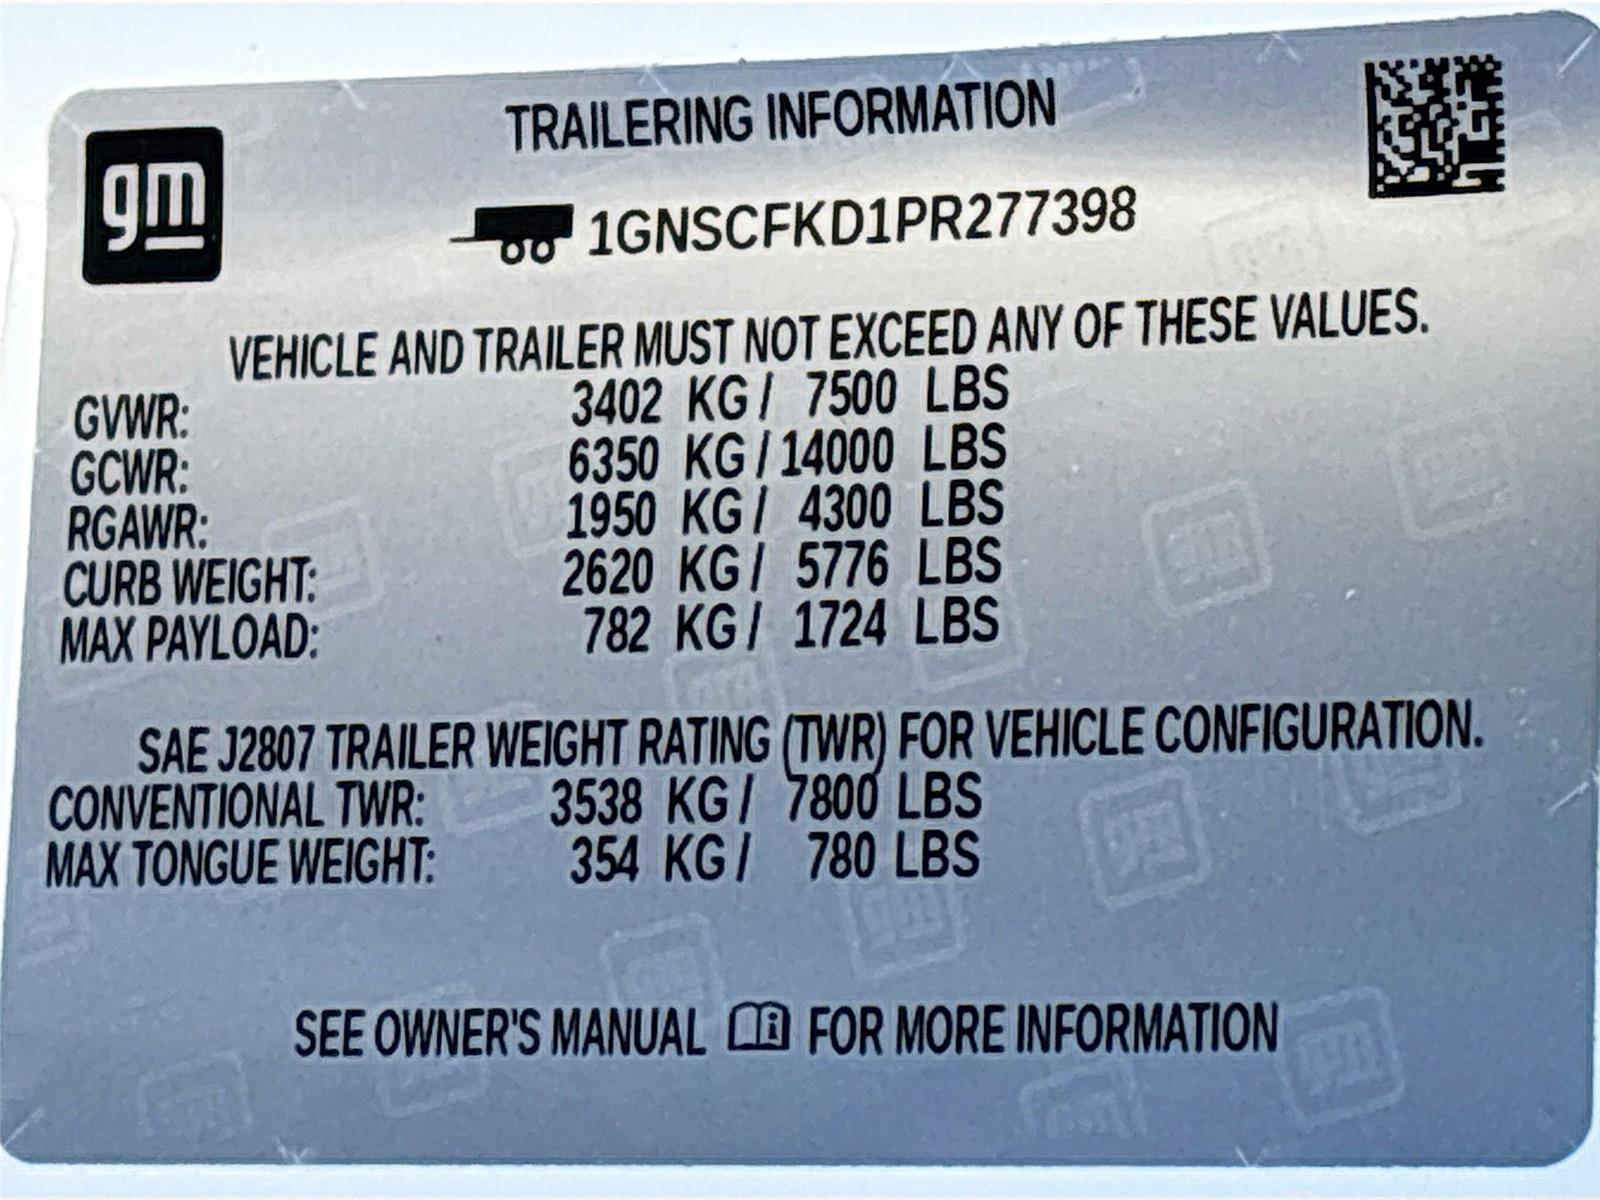 gm
TRAILERING INFORMATION
1GNSCFKD1PR277398
VEHICLE AND TRAILER MUST NOT EXCEED ANY OF THESE VALUES.
GVWR: 3402 KG / 7500 LBS
GCWR: 6350 KG / 14000 LBS
RGAWR: 1950 KG / 4300 LBS
CURB WEIGHT: 2620 KG / 5776 LBS
MAX PAYLOAD: 782 KG / 1724 LBS
SAE J2807 TRAILER WEIGHT RATING (TWR) FOR VEHICLE CONFIGURATION.
CONVENTIONAL TWR: 3538 KG / 7800 LBS
MAX TONGUE WEIGHT: 354 KG / 780 LBS
SEE OWNER'S MANUAL FOR MORE INFORMATION